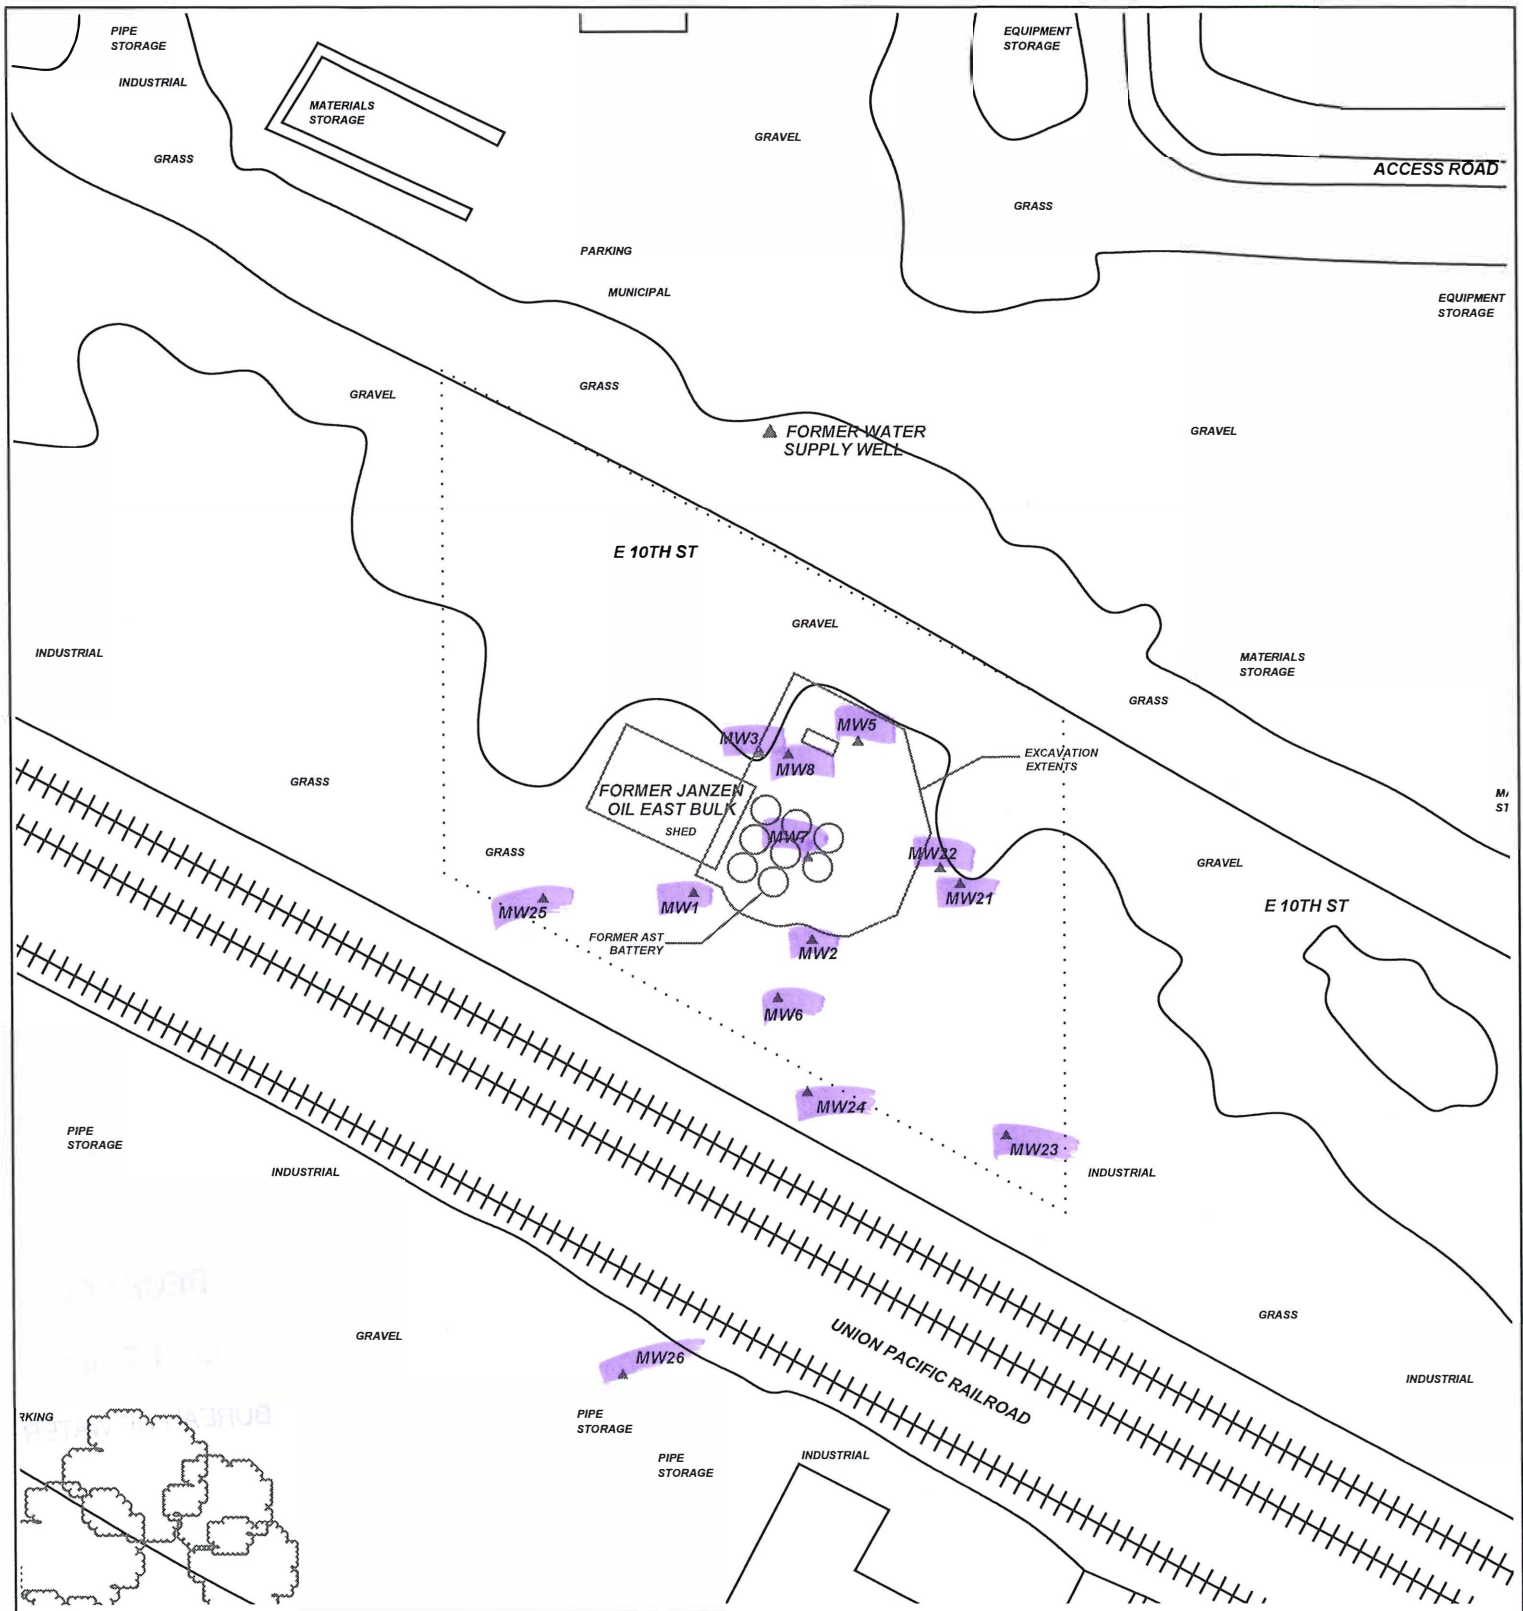 PIPE
STORAGE
INDUSTRIAL
MATERIALS
STORAGE
GRASS
GRAVEL
EQUIPMENT
STORAGE
ACCESS ROAD
GRASS
PARKING
MUNICIPAL
EQUIPMENT
STORAGE
GRAVEL
GRASS
FORMER WATER
SUPPLY WELL
GRAVEL
E 10TH ST
GRAVEL
INDUSTRIAL
MATERIALS
STORAGE
GRASS
MW3
MW5
MW8
EXCAVATION
EXTENTS
GRASS
FORMER JANZEN
OIL EAST BULK
SHED
MW7
GRASS
MW22
MW21
GRAVEL
MW25
MW1
E 10TH ST
FORMER AST
BATTERY
MW2
MW6
MW24
PIPE
STORAGE
MW23
INDUSTRIAL
INDUSTRIAL
GRASS
GRAVEL
UNION PACIFIC RAILROAD
MW26
INDUSTRIAL
RKING
PIPE
STORAGE
PIPE
STORAGE
INDUSTRIAL